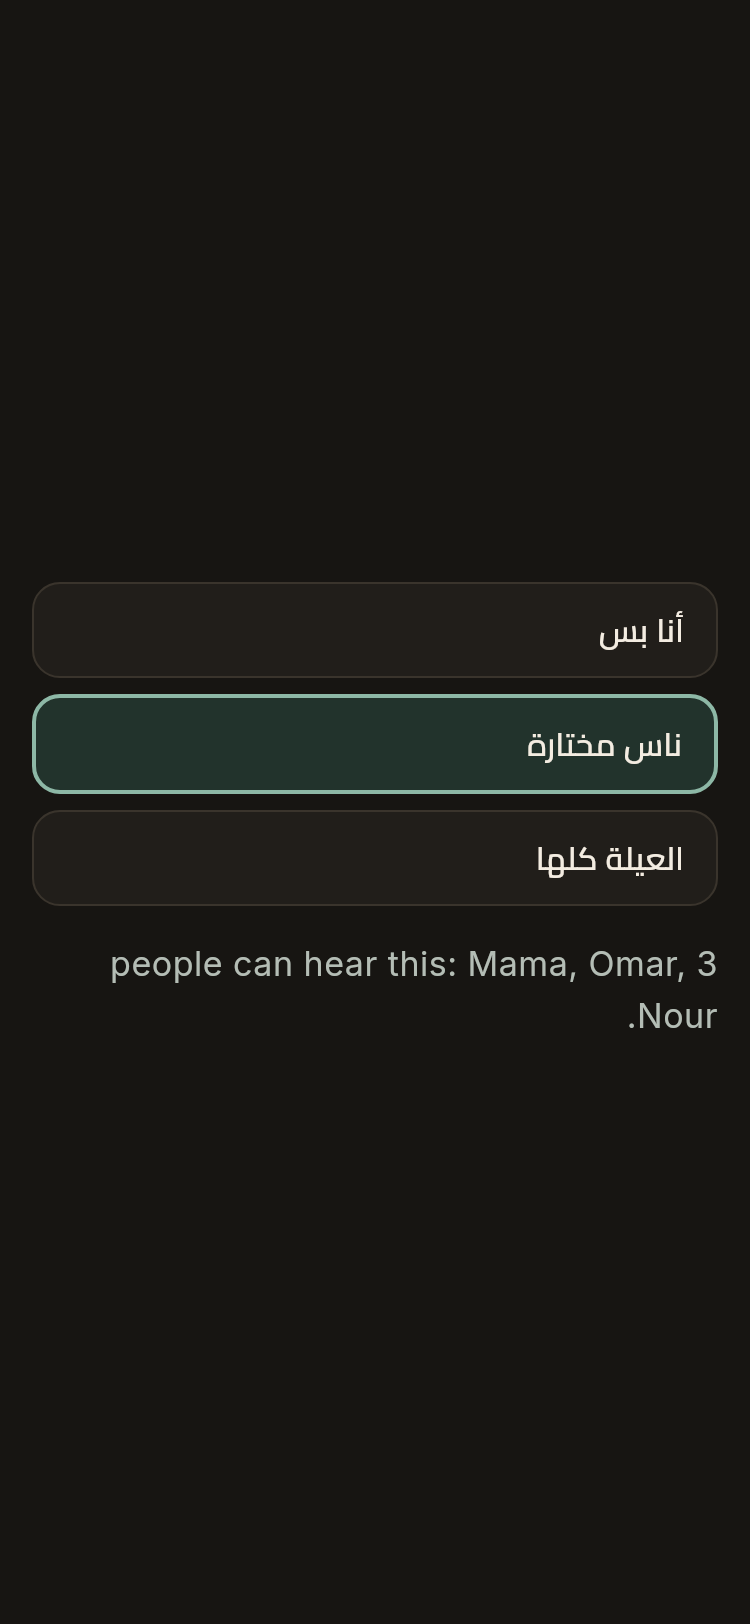 أنا بس
ناس مختارة
العيلة كلها
3 people can hear this: Mama, Omar,
Nour.